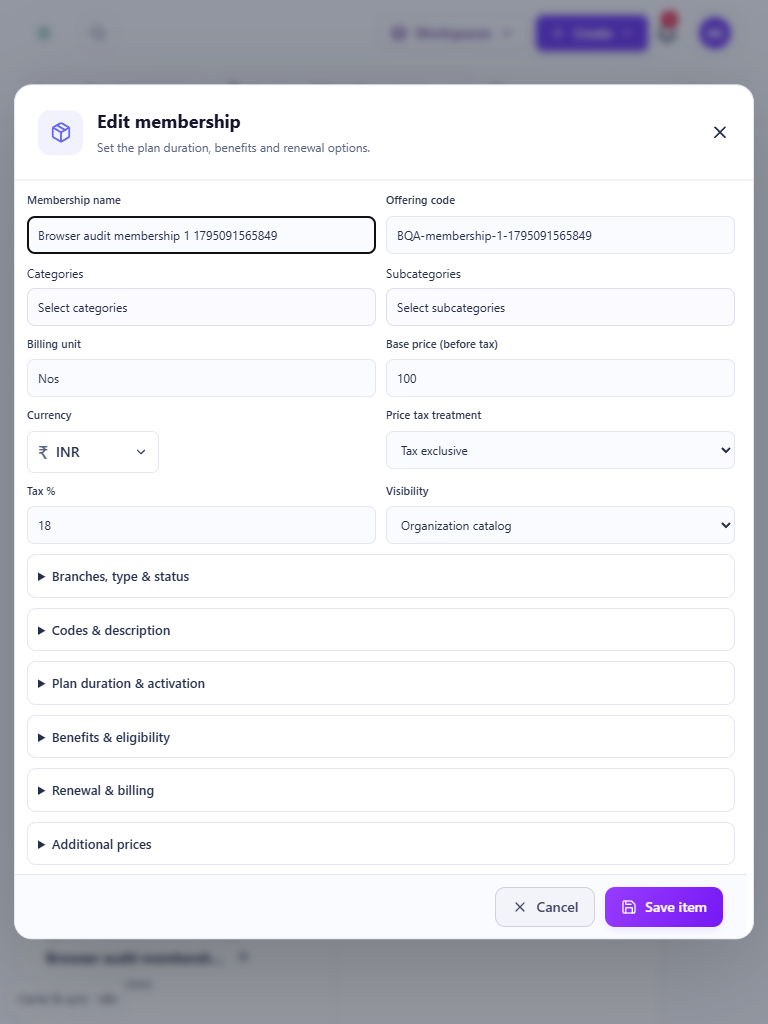 Edit membership
Set the plan duration, benefits and renewal options.
Membership name
Offering code
Browser audit membership 1 1795091565849
BQA-membership-1-1795091565849
Categories
Subcategories
Select categories
Select subcategories
Billing unit
Base price (before tax)
Nos
100
Currency
Price tax treatment
₹ INR
Tax exclusive
Tax %
Visibility
18
Organization catalog
Branches, type & status
Codes & description
Plan duration & activation
Benefits & eligibility
Renewal & billing
Additional prices
Cancel
Save item